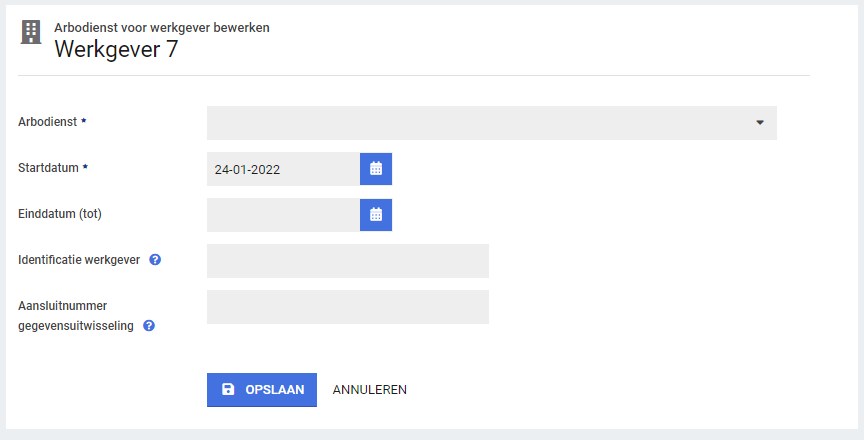 Arbodienst voor werkgever bewerken
Werkgever 7
Arbodienst *
Startdatum *
24-01-2022
Einddatum (tot)
Identificatie werkgever ?
Aansluitnummer
gegevensuitwisseling ?
OPSLAAN ANNULEREN